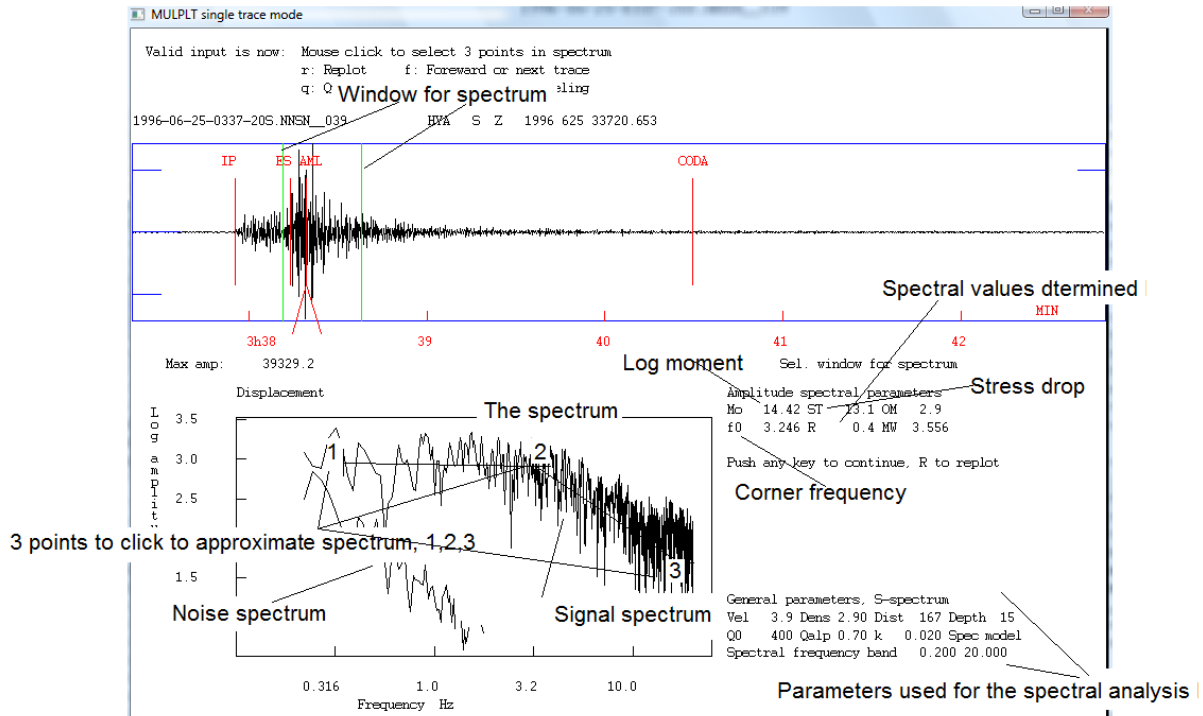 MULPLT single trace mode
Valid input is now: Mouse click to select 3 points in spectrum
r: Replot f: Foreward or next trace
q: Q eling
Window for spectrum
1996-06-25-0337-20S.NNSN__039 HYA S Z 1996 625 33720.653
IP ES AML CODA
Spectral values dtermined
MIN
3h38 39 40 41 42
Max amp: 39329.2 Sel. window for spectrum
Log moment
Displacement
Amplitude spectral parameters
Stress drop
Mo 14.42 ST 13.1 OM 2.9
f0 3.246 R 0.4 MW 3.556
The spectrum
Push any key to continue, R to replot
Corner frequency
Log amplit
3.5
3.0
2.5
1.5
1 2
3
3 points to click to approximate spectrum, 1,2,3
Noise spectrum
Signal spectrum
General parameters, S-spectrum
Vel 3.9 Dens 2.90 Dist 167 Depth 15
Q0 400 Qalp 0.70 k 0.020 Spec model
Spectral frequency band 0.200 20.000
Parameters used for the spectral analysis
0.316 1.0 3.2 10.0
Frequency Hz